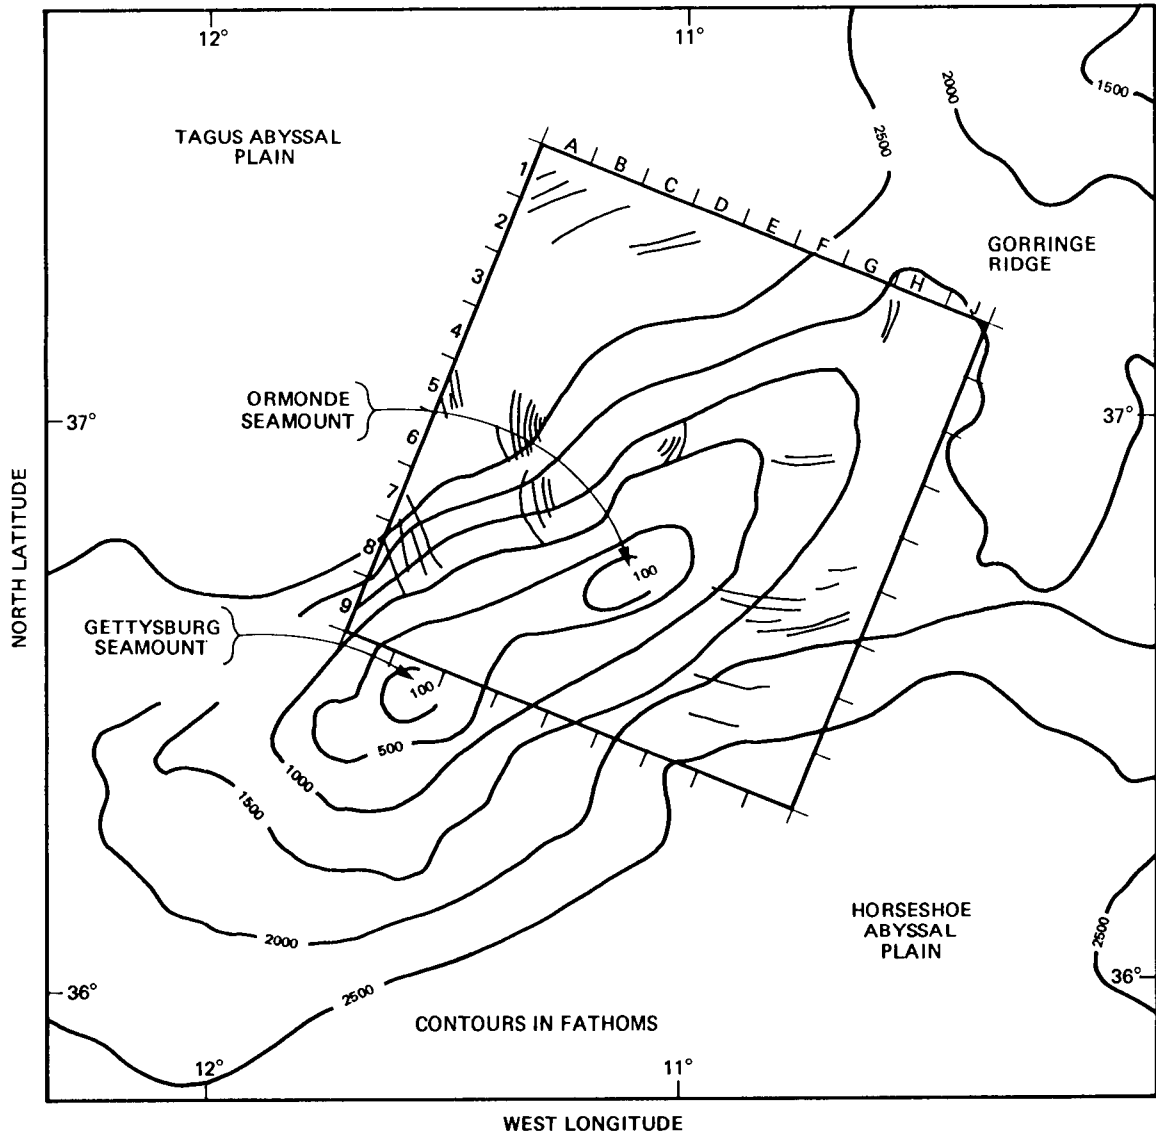 12°
11°
2000
1500
2500
TAGUS ABYSSAL
PLAIN
A
B
C
D
E
F
G
H
J
1
2
3
4
5
6
7
8
9
GORRINGE
RIDGE
ORMONDE
SEAMOUNT
37°
37°
NORTH LATITUDE
100
GETTYSBURG
SEAMOUNT
100
500
1000
1500
2000
2500
HORSESHOE
ABYSSAL
PLAIN
2500
36°
36°
CONTOURS IN FATHOMS
12°
11°
WEST LONGITUDE